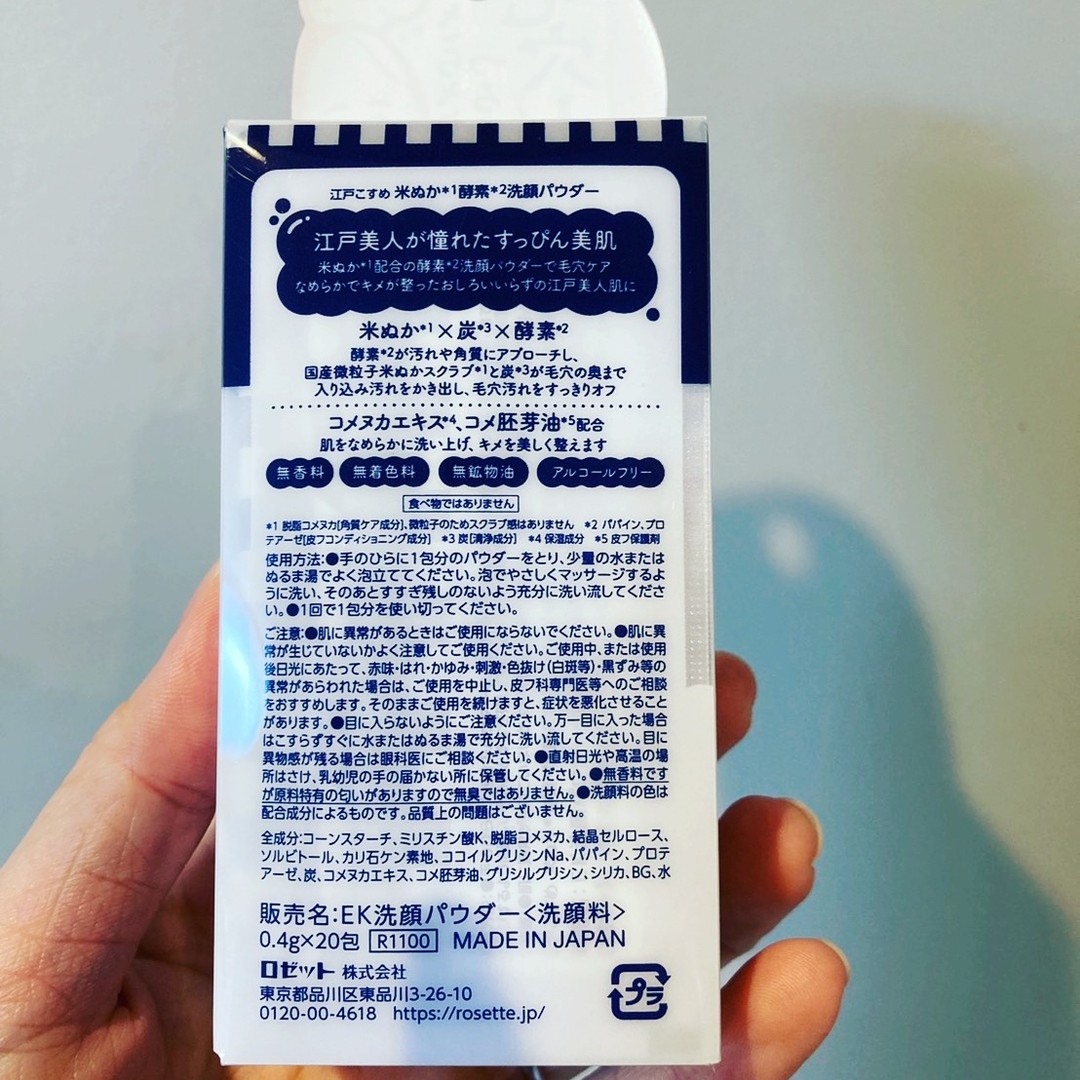 江戸こすめ 米ぬか*1酵素*2洗顔パウダー
江戸美人が憧れたすっぴん美肌
米ぬか*1配合の酵素*2洗顔パウダーで毛穴ケア
なめらかでキメが整ったおしろいいらずの江戸美人肌に
米ぬか*1×炭*3×酵素*2
酵素*2が汚れや角質にアプローチし、
国産微粒子米ぬかスクラブ*1と炭*3が毛穴の奥まで
入り込み汚れをかき出し、毛穴汚れをすっきりオフ
コメヌカエキス*4、コメ胚芽油*5配合
肌をなめらかに洗い上げ、キメを美しく整えます
無香料 無着色料 無鉱物油 アルコールフリー
食べ物ではありません
*1 脱脂コメヌカ[角質ケア成分]、微粒子のためスクラブ感はありません *2 パパイン、プロ
テアーゼ[皮フコンディショニング成分] *3 炭[清浄成分] *4 保湿成分 *5 皮フ保護剤
使用方法:●手のひらに1包分のパウダーをとり、少量の水または
ぬるま湯でよく泡立ててください。泡でやさしくマッサージするよ
うに洗い、そのあとすすぎ残しのないよう充分に洗い流してくださ
い。●1回で1包分を使い切ってください。
ご注意:●肌に異常があるときはご使用にならないでください。●肌に異
常が生じていないかよく注意してご使用ください。ご使用中、または使用
後日光にあたって、赤味・はれ・かゆみ・刺激・色抜け(白斑等)・黒ずみ等の
異常があらわれた場合は、ご使用を中止し、皮フ科専門医等へのご相談
をおすすめします。そのままご使用を続けますと、症状を悪化させること
があります。●目に入らないようにご注意ください。万一目に入った場合
はこすらずすぐに水またはぬるま湯で充分に洗い流してください。目に
異物感が残る場合は眼科医にご相談ください。●直射日光や高温の場
所はさけ、乳幼児の手の届かない所に保管してください。●無香料です
が原料特有の匂いがありますので無臭ではありません。●洗顔料の色は
配合成分によるものです。品質上の問題はございません。
全成分:コーンスターチ、ミリスチン酸K、脱脂コメヌカ、結晶セルロース、
ソルビトール、カリ石ケン素地、ココイルグリシンNa、パパイン、プロテ
アーゼ、炭、コメヌカエキス、コメ胚芽油、グリシルグリシン、シリカ、BG、水
販売名:EK洗顔パウダー<洗顔料>
0.4g×20包 R1100 MADE IN JAPAN
ロゼット 株式会社
東京都品川区東品川3-26-10
0120-00-4618 https://rosette.jp/
プラ